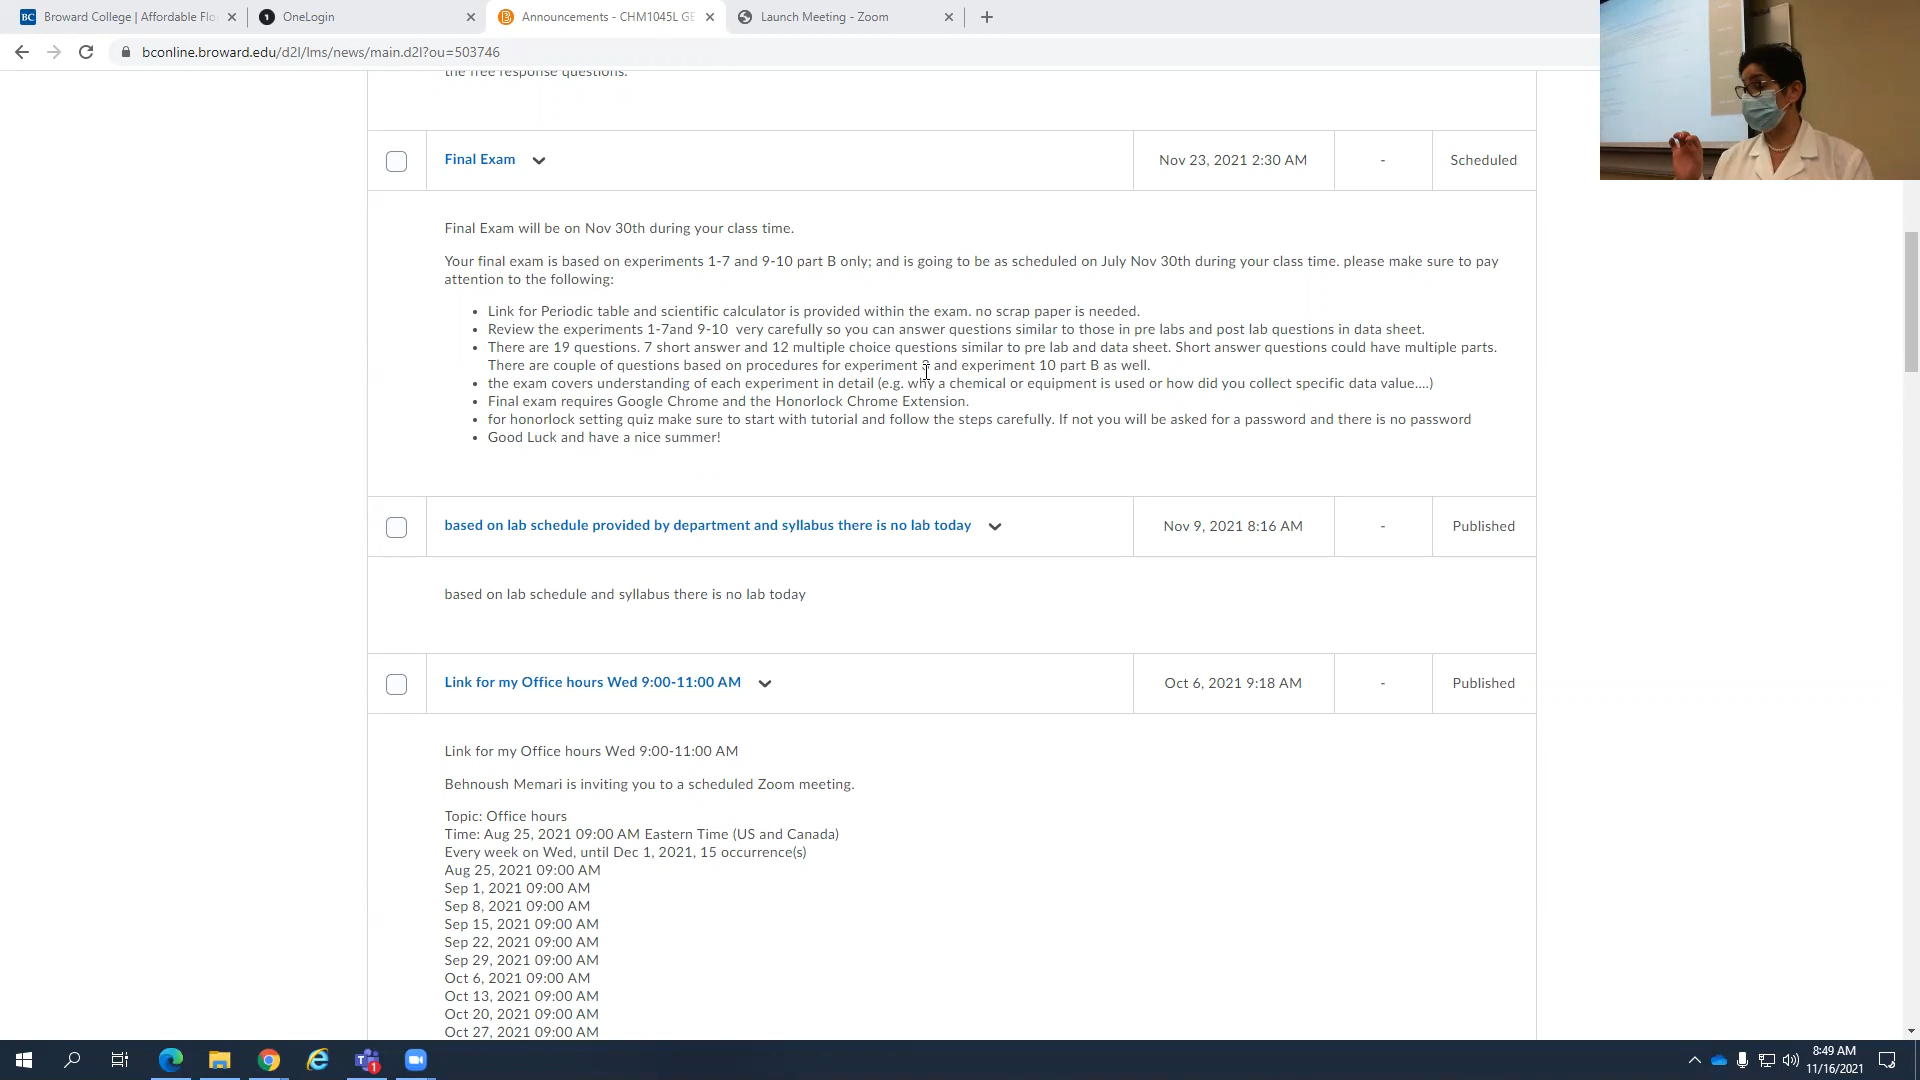 Broward College | Affordable Flo
OneLogin
Announcements - CHM1045L GE
Launch Meeting - Zoom
bconline.broward.edu/d2l/lms/news/main.d2l?ou=503746
the free response questions.
Final Exam
Nov 23, 2021 2:30 AM
-
Scheduled
Final Exam will be on Nov 30th during your class time.
Your final exam is based on experiments 1-7 and 9-10 part B only; and is going to be as scheduled on July Nov 30th during your class time. please make sure to pay
attention to the following:
• Link for Periodic table and scientific calculator is provided within the exam. no scrap paper is needed.
• Review the experiments 1-7and 9-10 very carefully so you can answer questions similar to those in pre labs and post lab questions in data sheet.
• There are 19 questions. 7 short answer and 12 multiple choice questions similar to pre lab and data sheet. Short answer questions could have multiple parts.
There are couple of questions based on procedures for experiment and experiment 10 part B as well.
• the exam covers understanding of each experiment in detail (e.g. why a chemical or equipment is used or how did you collect specific data value....)
• Final exam requires Google Chrome and the Honorlock Chrome Extension.
• for honorlock setting quiz make sure to start with tutorial and follow the steps carefully. If not you will be asked for a password and there is no password
• Good Luck and have a nice summer!
based on lab schedule provided by department and syllabus there is no lab today
Nov 9, 2021 8:16 AM
-
Published
based on lab schedule and syllabus there is no lab today
Link for my Office hours Wed 9:00-11:00 AM
Oct 6, 2021 9:18 AM
-
Published
Link for my Office hours Wed 9:00-11:00 AM
Behnoush Memari is inviting you to a scheduled Zoom meeting.
Topic: Office hours
Time: Aug 25, 2021 09:00 AM Eastern Time (US and Canada)
Every week on Wed, until Dec 1, 2021, 15 occurrence(s)
Aug 25, 2021 09:00 AM
Sep 1, 2021 09:00 AM
Sep 8, 2021 09:00 AM
Sep 15, 2021 09:00 AM
Sep 22, 2021 09:00 AM
Sep 29, 2021 09:00 AM
Oct 6, 2021 09:00 AM
Oct 13, 2021 09:00 AM
Oct 20, 2021 09:00 AM
Oct 27, 2021 09:00 AM
8:49 AM
11/16/2021